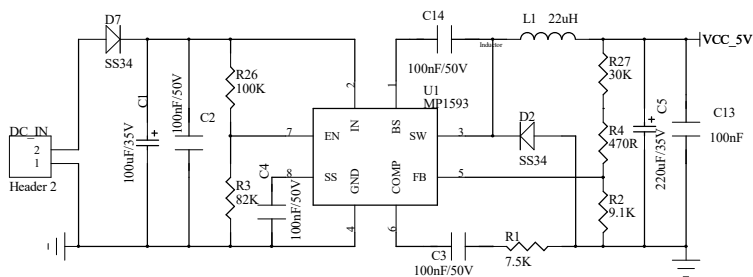 C14
L1
22uH
D7
SS34
Inductor
VCC_5V
100nF/50V
R27
30K
R26
100K
2
1
U1
MP1593
C1
100uF/35V
+
100nF/50V
C2
IN
BS
7
EN
SW
3
D2
SS34
R4
470R
C5
220uF/35V
+
C13
100nF
DC_IN
2
1
Header 2
8
SS
GND
COMP
FB
5
C4
100nF/50V
R3
82K
R2
9.1K
4
6
C3
100nF/50V
R1
7.5K